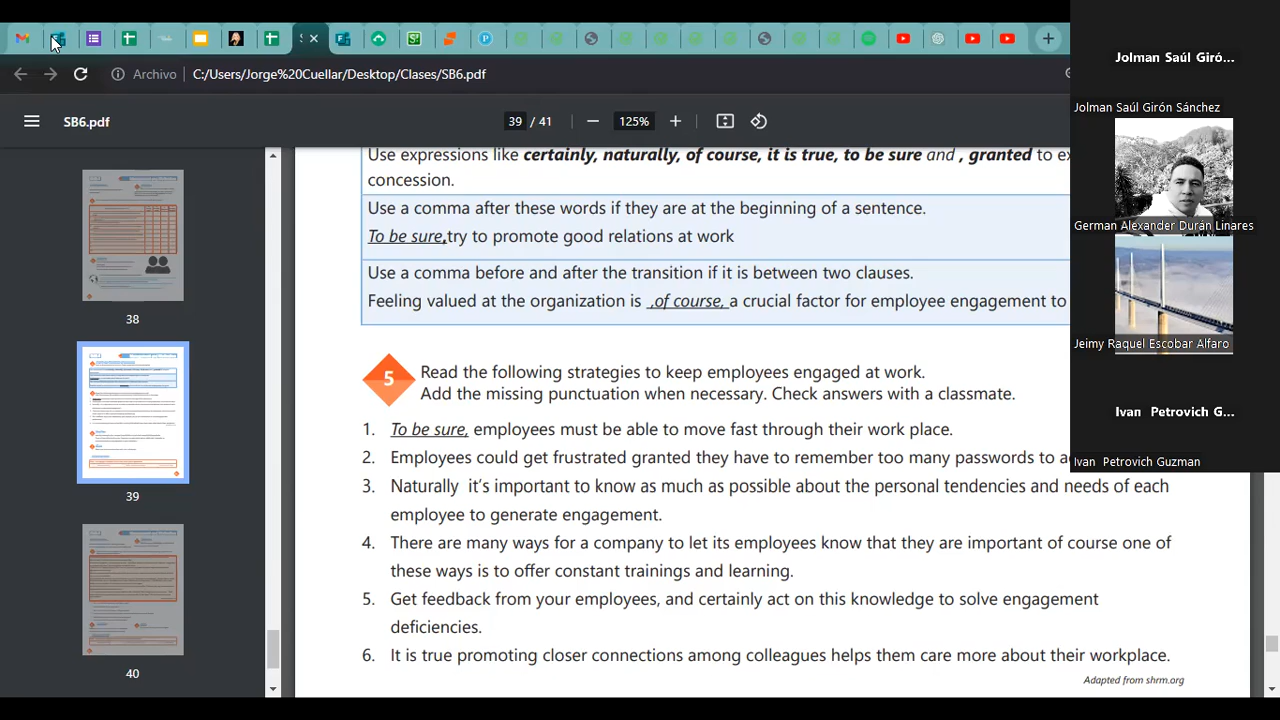 Archivo
C:/Users/Jorge%20Cuellar/Desktop/Clases/SB6.pdf
SB6.pdf
39 / 41
125%
38
39
40
Use expressions like certainly, naturally, of course, it is true, to be sure and , granted to
concession.
Use a comma after these words if they are at the beginning of a sentence.
To be sure,try to promote good relations at work
Use a comma before and after the transition if it is between two clauses.
Feeling valued at the organization is ,of course, a crucial factor for employee engagement to
5
Read the following strategies to keep employees engaged at work.
Add the missing punctuation when necessary. Check answers with a classmate.
1. To be sure, employees must be able to move fast through their work place.
2. Employees could get frustrated granted they have to remember too many passwords to
3. Naturally it's important to know as much as possible about the personal tendencies and needs of each
employee to generate engagement.
4. There are many ways for a company to let its employees know that they are important of course one of
these ways is to offer constant trainings and learning.
5. Get feedback from your employees, and certainly act on this knowledge to solve engagement
deficiencies.
6. It is true promoting closer connections among colleagues helps them care more about their workplace.
Adapted from shrm.org
Jolman Saúl Giró...
Jolman Saúl Girón Sánchez
German Alexander Durán Linares
Jeimy Raquel Escobar Alfaro
Ivan Petrovich G...
Ivan Petrovich Guzman